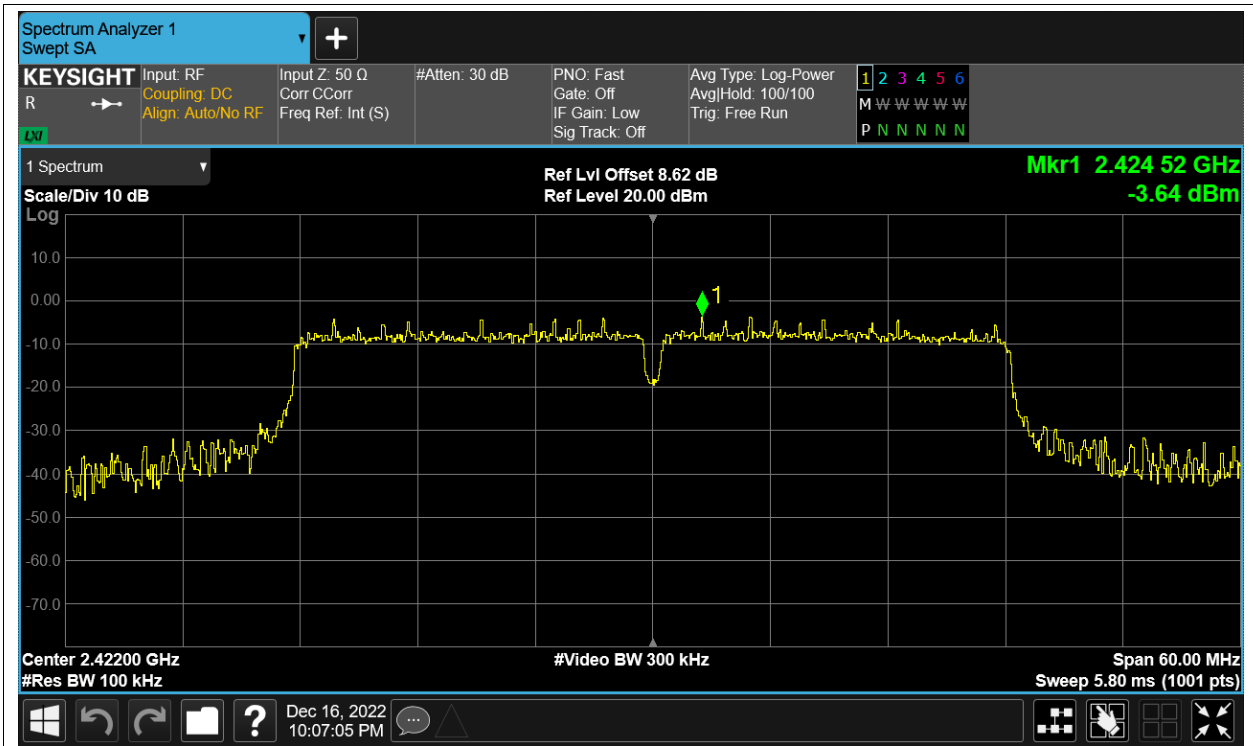 Spectrum Analyzer 1
Swept SA
KEYSIGHT
R
LXI
Input: RF
Coupling: DC
Align: Auto/No RF
Input Z: 50 Ω
Corr CCorr
Freq Ref: Int (S)
#Atten: 30 dB
PNO: Fast
Gate: Off
IF Gain: Low
Sig Track: Off
Avg Type: Log-Power
Avg|Hold: 100/100
Trig: Free Run
1 2 3 4 5 6
M W W W W W
P N N N N N
1 Spectrum
Scale/Div 10 dB
Log
Ref Lvl Offset 8.62 dB
Ref Level 20.00 dBm
Mkr1 2.424 52 GHz
-3.64 dBm
10.0
0.00
-10.0
-20.0
-30.0
-40.0
-50.0
-60.0
-70.0
1
Center 2.42200 GHz
#Res BW 100 kHz
#Video BW 300 kHz
Span 60.00 MHz
Sweep 5.80 ms (1001 pts)
?
Dec 16, 2022
10:07:05 PM